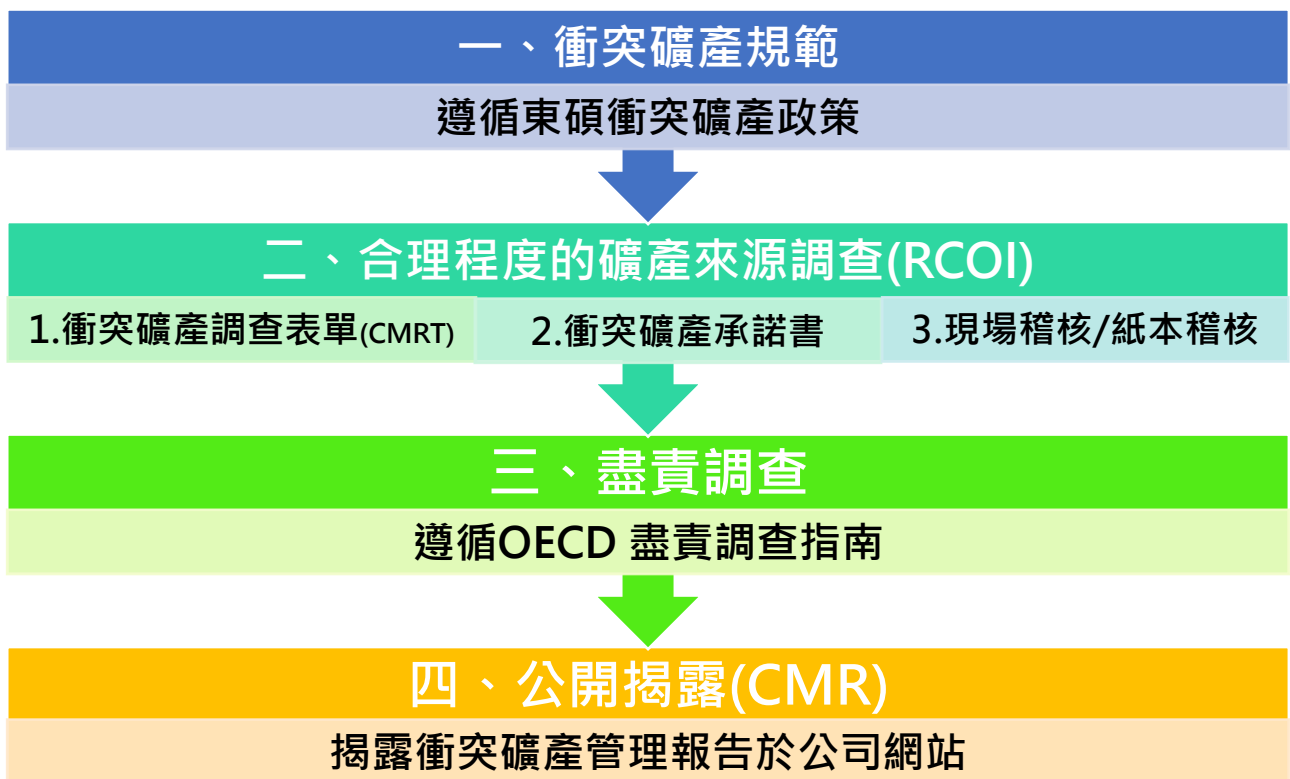 一、衝突礦產規範
遵循東碩衝突礦產政策
二、合理程度的礦產來源調查(RCOI)
1.衝突礦產調查表單(CMRT)
2.衝突礦產承諾書
3.現場稽核/紙本稽核
三、盡責調查
遵循OECD 盡責調查指南
四、公開揭露(CMR)
揭露衝突礦產管理報告於公司網站